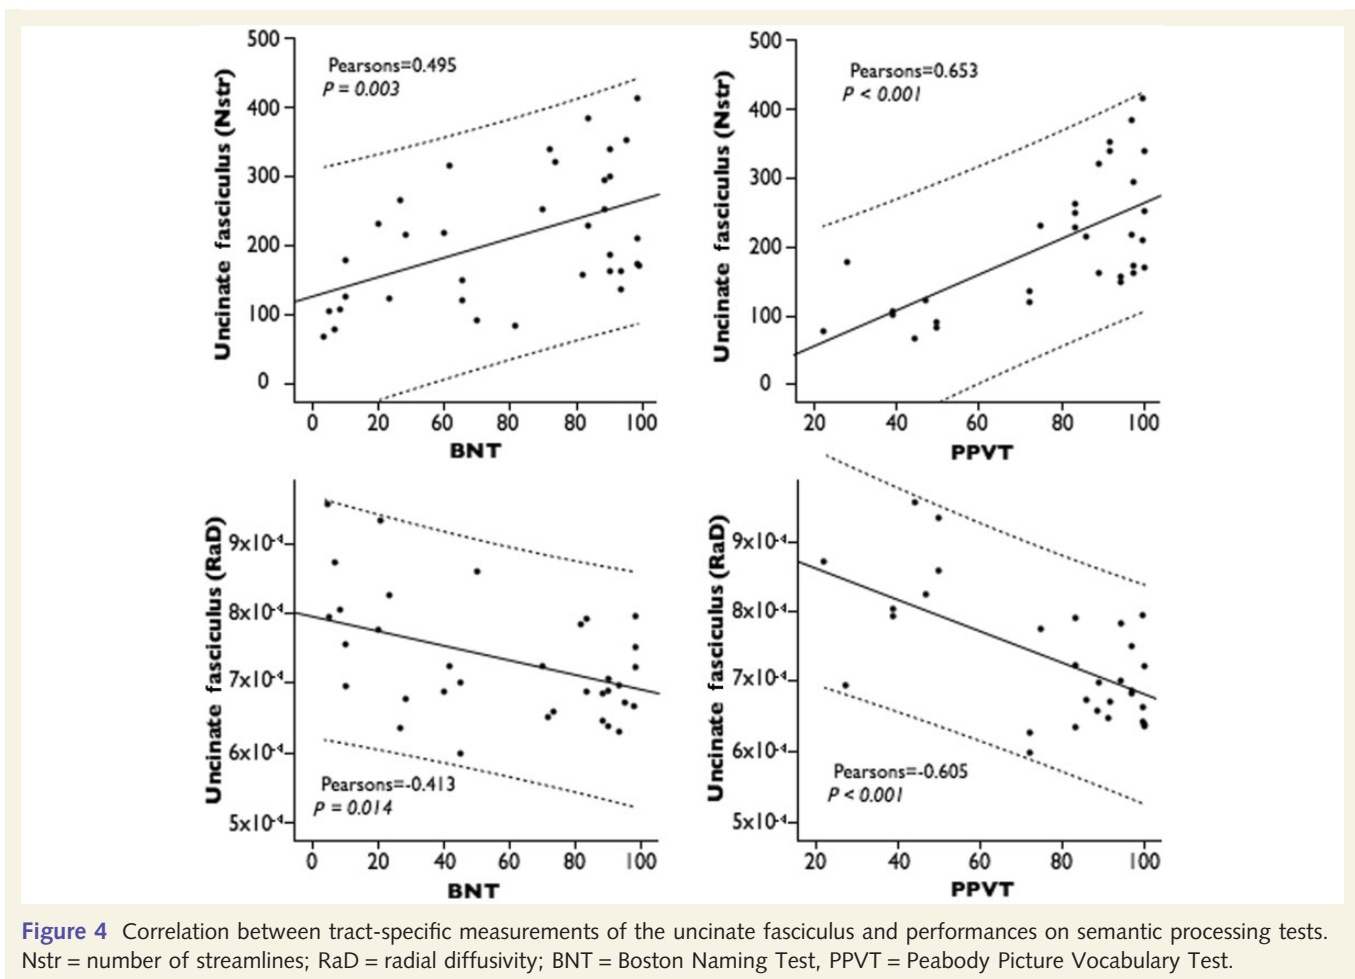 500
400
300
200
100
0
Uncinate fasciculus (Nstr)
Pearsons=0.495
P = 0.003
0 20 60 80 80 100
BNT
500
400
300
200
100
0
Uncinate fasciculus (Nstr)
Pearsons=0.653
P < 0.001
20 40 60 80 100
PPVT
9x10-4
8x10-4
7x10-4
6x10-4
5x10-4
Uncinate fasciculus (RaD)
Pearsons=-0.413
P = 0.014
0 20 40 60 80 100
BNT
9x10-4
8x10-4
7x10-4
6x10-4
5x10-4
Uncinate fasciculus (RaD)
Pearsons=-0.605
P < 0.001
20 40 60 80 100
PPVT
Figure 4 Correlation between tract-specific measurements of the uncinate fasciculus and performances on semantic processing tests.
Nstr = number of streamlines; RaD = radial diffusivity; BNT = Boston Naming Test, PPVT = Peabody Picture Vocabulary Test.